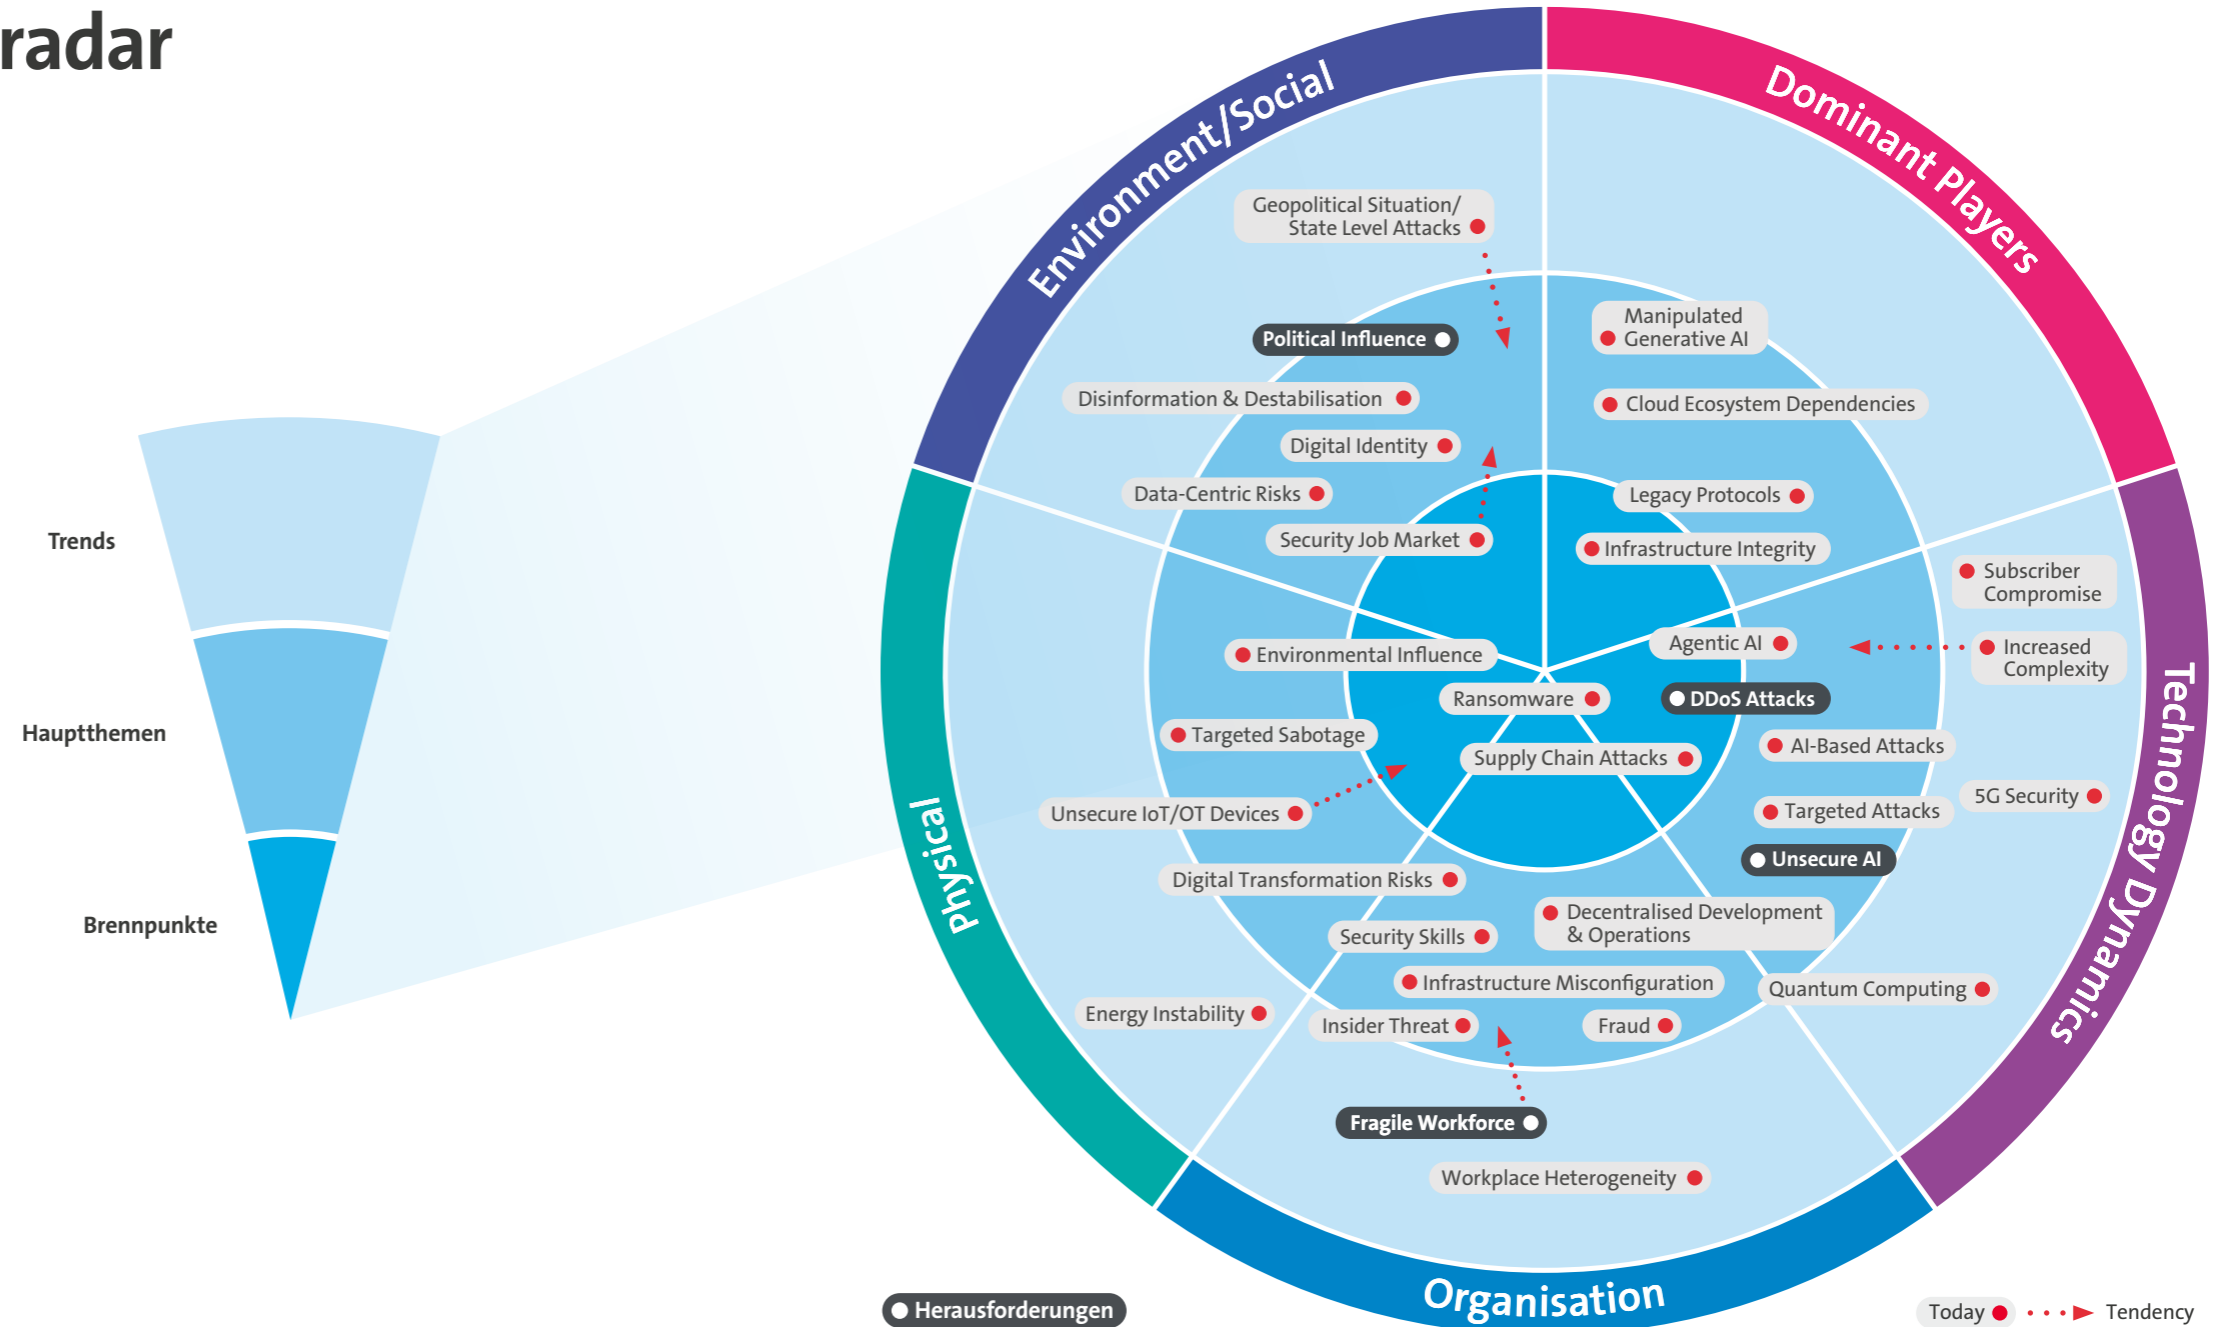 radar
Trends
Hauptthemen
Brennpunkte
Environment/Social
Dominant Players
Technology Dynamics
Organisation
Physical
Geopolitical Situation/
State Level Attacks
Political Influence
Disinformation & Destabilisation
Digital Identity
Data-Centric Risks
Security Job Market
Manipulated
Generative AI
Cloud Ecosystem Dependencies
Legacy Protocols
Infrastructure Integrity
Subscriber
Compromise
Agentic AI
Increased
Complexity
Ransomware
DDoS Attacks
Supply Chain Attacks
AI-Based Attacks
5G Security
Targeted Attacks
Unsecure AI
Quantum Computing
Environmental Influence
Targeted Sabotage
Unsecure IoT/OT Devices
Digital Transformation Risks
Energy Instability
Security Skills
Decentralised Development
& Operations
Infrastructure Misconfiguration
Insider Threat
Fraud
Fragile Workforce
Workplace Heterogeneity
Herausforderungen
Today
Tendency